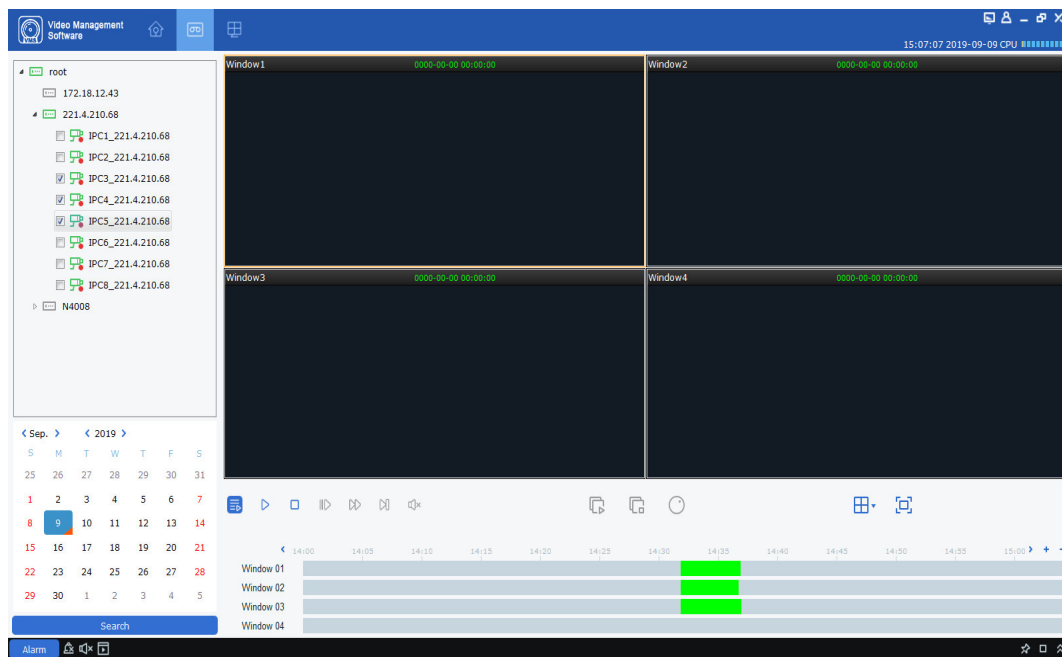 Video Management
Software
15:07:07 2019-09-09 CPU
root
172.18.12.43
221.4.210.68
IPC1_221.4.210.68
IPC2_221.4.210.68
IPC3_221.4.210.68
IPC4_221.4.210.68
IPC5_221.4.210.68
IPC6_221.4.210.68
IPC7_221.4.210.68
IPC8_221.4.210.68
N4008
Window1 0000-00-00 00:00:00
Window2 0000-00-00 00:00:00
Window3 0000-00-00 00:00:00
Window4 0000-00-00 00:00:00
Sep. 2019
S M T W T F S
25 26 27 28 29 30 31
1 2 3 4 5 6 7
8 9 10 11 12 13 14
15 16 17 18 19 20 21
22 23 24 25 26 27 28
29 30 1 2 3 4 5
Search
14:00 14:05 14:10 14:15 14:20 14:25 14:30 14:35 14:40 14:45 14:50 14:55 15:00
Window 01
Window 02
Window 03
Window 04
Alarm